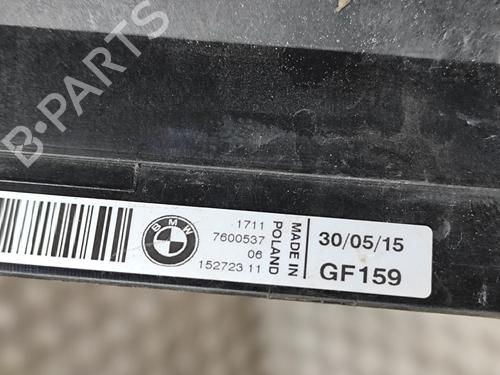 B-PARTS
BMW
1711
7600537
06
152723 11
MADE IN
POLAND
30/05/15
GF159